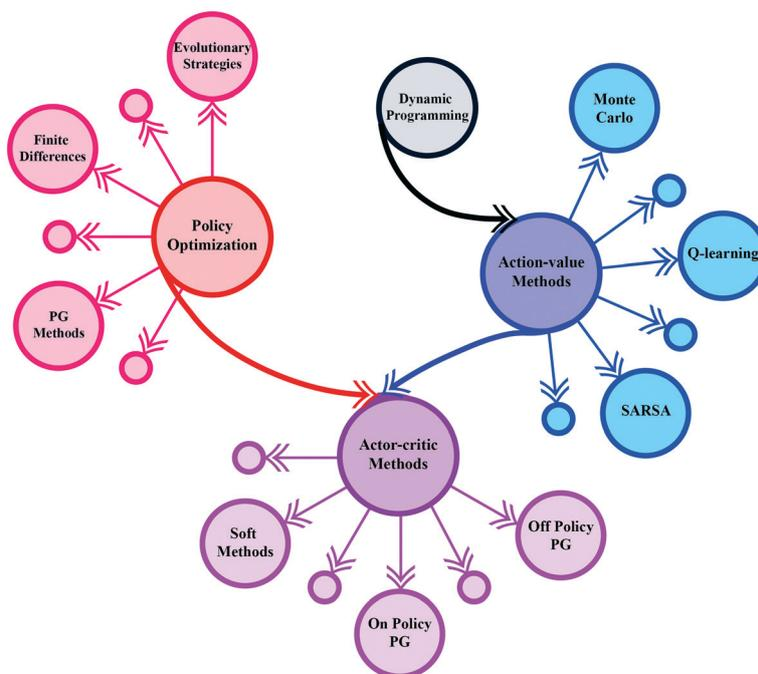 Evolutionary
Strategies
Finite
Differences
Policy
Optimization
PG
Methods
Dynamic
Programming
Monte
Carlo
Q-learning
Action-value
Methods
SARSA
Actor-critic
Methods
Soft
Methods
On Policy
PG
Off Policy
PG